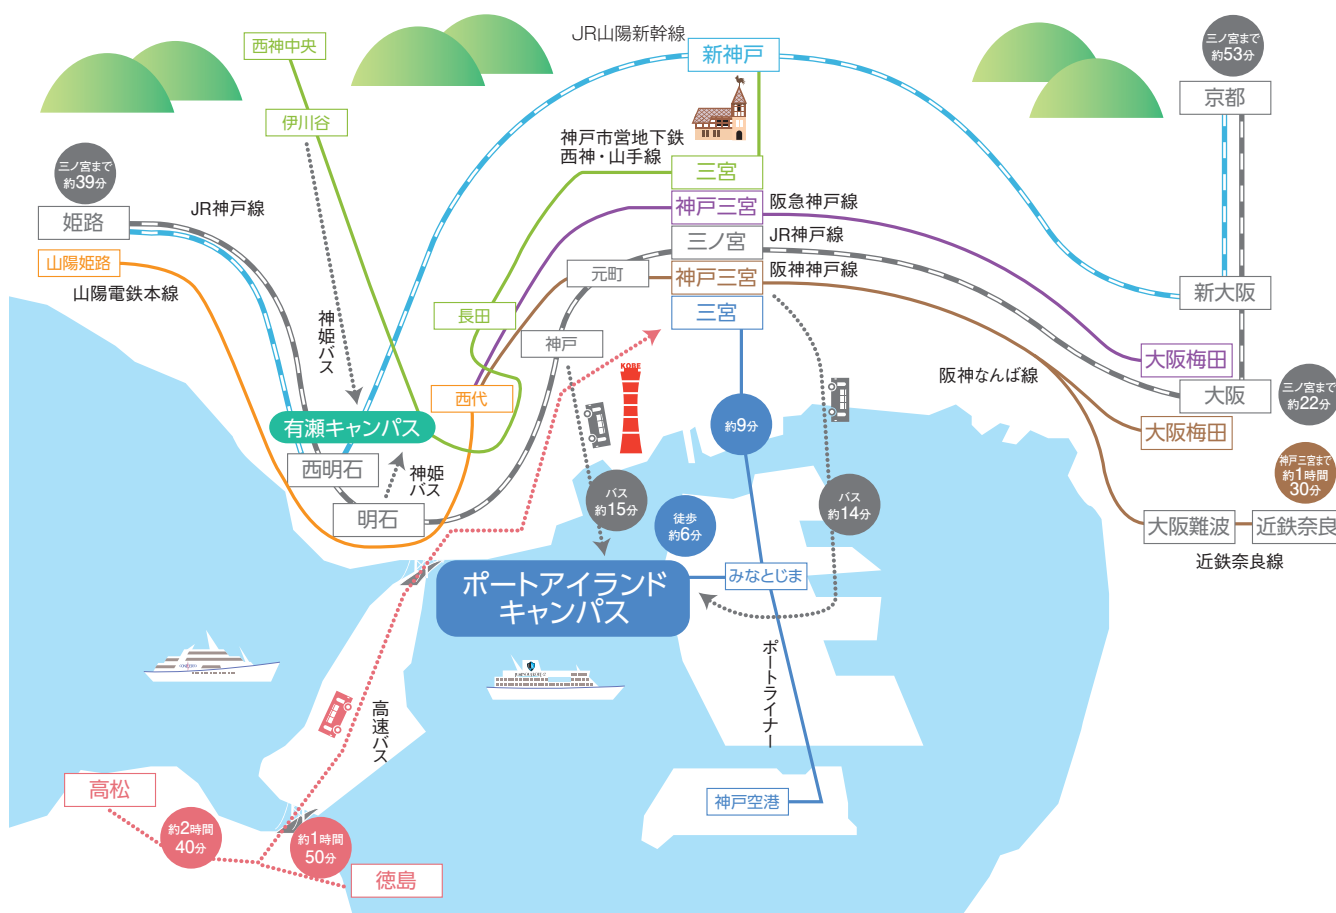 JR山陽新幹線
三ノ宮まで
約53分
西神中央
新神戸
京都
伊川谷
神戸市営地下鉄
西神・山手線
三ノ宮まで
約39分
三宮
JR神戸線
姫路
神戸三宮
阪急神戸線
三ノ宮
JR神戸線
山陽姫路
元町
神戸三宮
阪神神戸線
山陽電鉄本線
新大阪
長田
三宮
神姫バス
神戸
大阪梅田
KOBE
阪神なんば線
大阪
三ノ宮まで
約22分
西代
有瀬キャンパス
約9分
大阪梅田
西明石
神姫
バス
神戸三宮まで
約1時間
30分
バス
約15分
バス
約14分
明石
徒歩
約6分
大阪難波
近鉄奈良
近鉄奈良線
ポートアイランド
キャンパス
みなとじま
ポートライナー
高速バス
高松
神戸空港
約2時間
40分
約1時間
50分
徳島